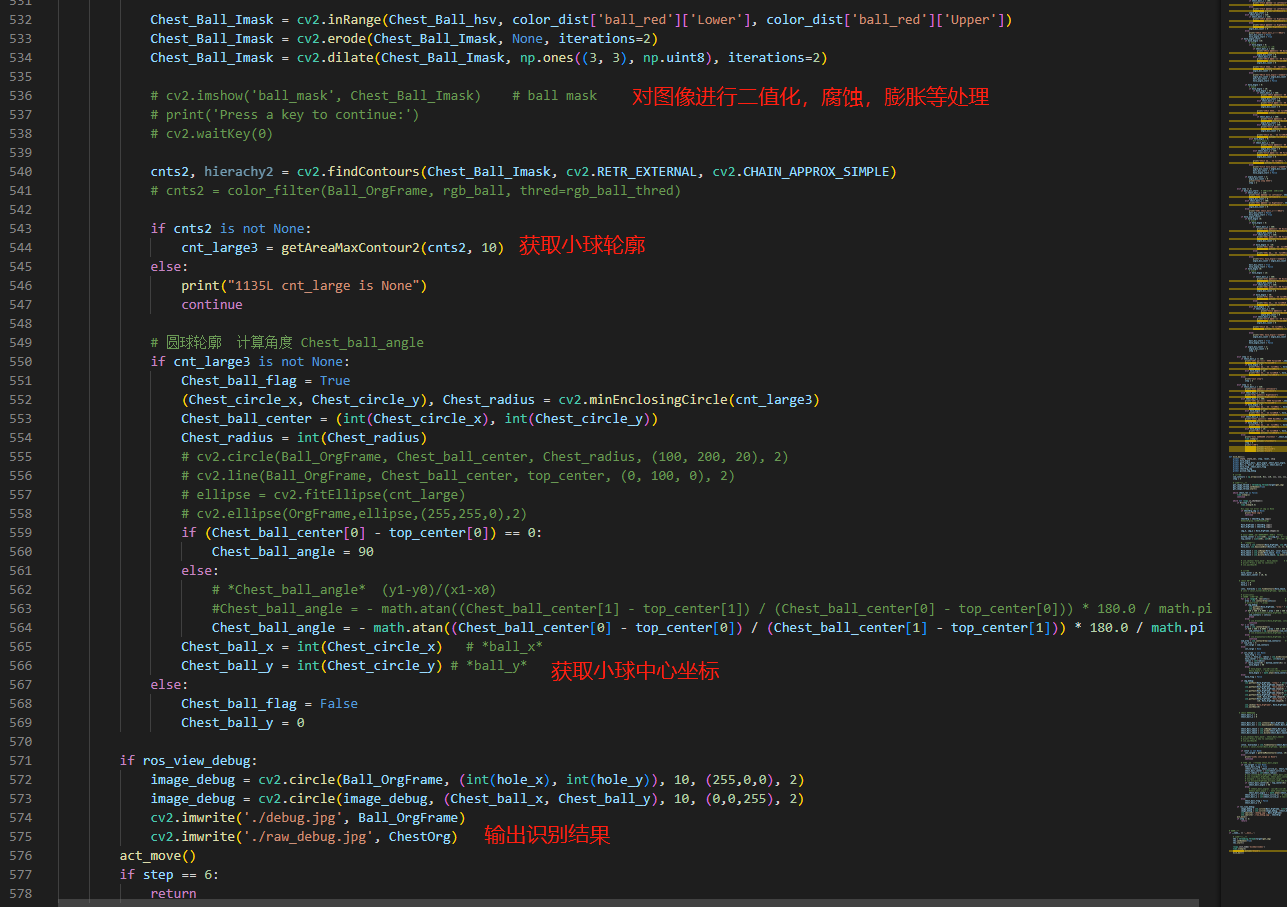 531
532 Chest_Ball_Imask = cv2.inRange(Chest_Ball_hsv, color_dist['ball_red']['Lower'], color_dist['ball_red']['Upper'])
533 Chest_Ball_Imask = cv2.erode(Chest_Ball_Imask, None, iterations=2)
534 Chest_Ball_Imask = cv2.dilate(Chest_Ball_Imask, np.ones((3, 3), np.uint8), iterations=2)
535
536 # cv2.imshow('ball_mask', Chest_Ball_Imask)    # ball mask 对图像进行二值化，腐蚀，膨胀等处理
537 # print('Press a key to continue:')
538 # cv2.waitKey(0)
539
540 cnts2, hierachy2 = cv2.findContours(Chest_Ball_Imask, cv2.RETR_EXTERNAL, cv2.CHAIN_APPROX_SIMPLE)
541 # cnts2 = color_filter(Ball_OrgFrame, rgb_ball, thred=rgb_ball_thred)
542
543 if cnts2 is not None:
544 cnt_large3 = getAreaMaxContour2(cnts2, 10) 获取小球轮廓
545 else:
546 print("1135L cnt_large is None")
547 continue
548
549 # 圆球轮廓  计算角度 Chest_ball_angle
550 if cnt_large3 is not None:
551 Chest_ball_flag = True
552 (Chest_circle_x, Chest_circle_y), Chest_radius = cv2.minEnclosingCircle(cnt_large3)
553 Chest_ball_center = (int(Chest_circle_x), int(Chest_circle_y))
554 Chest_radius = int(Chest_radius)
555 # cv2.circle(Ball_OrgFrame, Chest_ball_center, Chest_radius, (100, 200, 20), 2)
556 # cv2.line(Ball_OrgFrame, Chest_ball_center, top_center, (0, 100, 0), 2)
557 # ellipse = cv2.fitEllipse(cnt_large)
558 # cv2.ellipse(OrgFrame,ellipse,(255,255,0),2)
559 if (Chest_ball_center[0] - top_center[0]) == 0:
560 Chest_ball_angle = 90
561 else:
562 # *Chest_ball_angle*  (y1-y0)/(x1-x0)
563 #Chest_ball_angle = - math.atan((Chest_ball_center[1] - top_center[1]) / (Chest_ball_center[0] - top_center[0])) * 180.0 / math.pi
564 Chest_ball_angle = - math.atan((Chest_ball_center[0] - top_center[0]) / (Chest_ball_center[1] - top_center[1])) * 180.0 / math.pi
565 Chest_ball_x = int(Chest_circle_x)   # *ball_x*
566 Chest_ball_y = int(Chest_circle_y) # *ball_y* 获取小球中心坐标
567 else:
568 Chest_ball_flag = False
569 Chest_ball_y = 0
570
571 if ros_view_debug:
572 image_debug = cv2.circle(Ball_OrgFrame, (int(hole_x), int(hole_y)), 10, (255,0,0), 2)
573 image_debug = cv2.circle(image_debug, (Chest_ball_x, Chest_ball_y), 10, (0,0,255), 2)
574 cv2.imwrite('./debug.jpg', Ball_OrgFrame)
575 cv2.imwrite('./raw_debug.jpg', ChestOrg) 输出识别结果
576 act_move()
577 if step == 6:
578 return